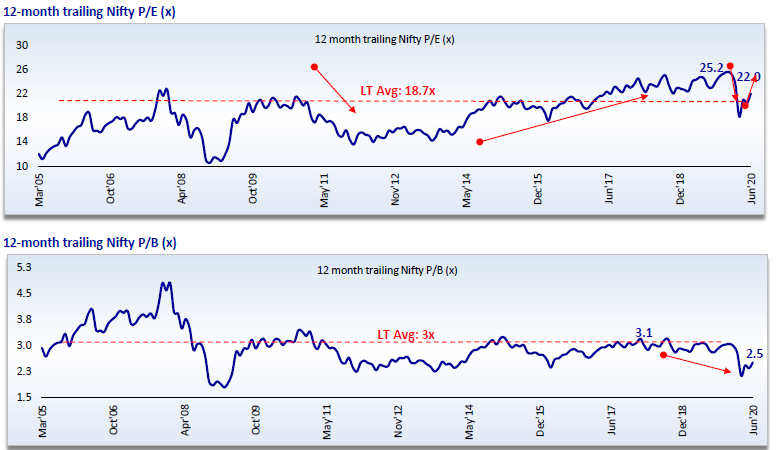 12-month trailing Nifty P/E (x)
12 month trailing Nifty P/E (x)
30
26
22
18
14
10
LT Avg: 18.7x
25.2
22.0
Mar'05
Oct'06
Apr'08
Oct'09
May'11
Nov'12
May'14
Dec'15
Jun'17
Dec'18
Jun'20
12-month trailing Nifty P/B (x)
12 month trailing Nifty P/B (x)
5.3
4.5
3.8
3.0
2.3
1.5
LT Avg: 3x
3.1
2.5
Mar'05
Oct'06
Apr'08
Oct'09
May'11
Nov'12
May'14
Dec'15
Jun'17
Dec'18
Jun'20